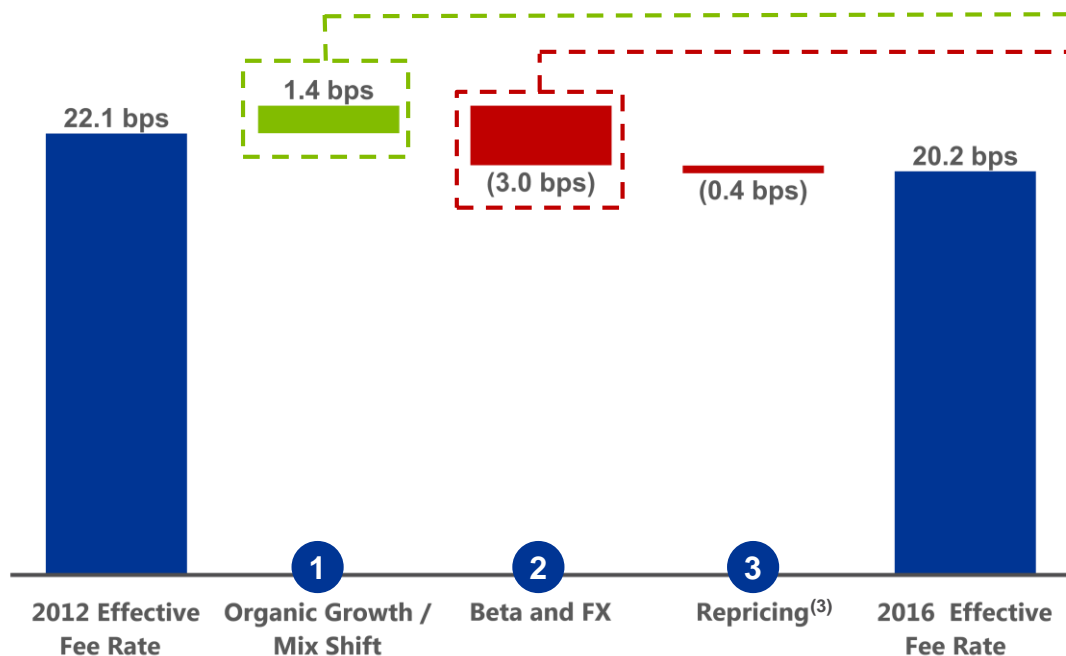 1.4 bps
22.1 bps
20.2 bps
(3.0 bps)
(0.4 bps)
1
2
3
2012 Effective
Fee Rate
Organic Growth /
Mix Shift
Beta and FX
Repricing(3)
2016 Effective
Fee Rate